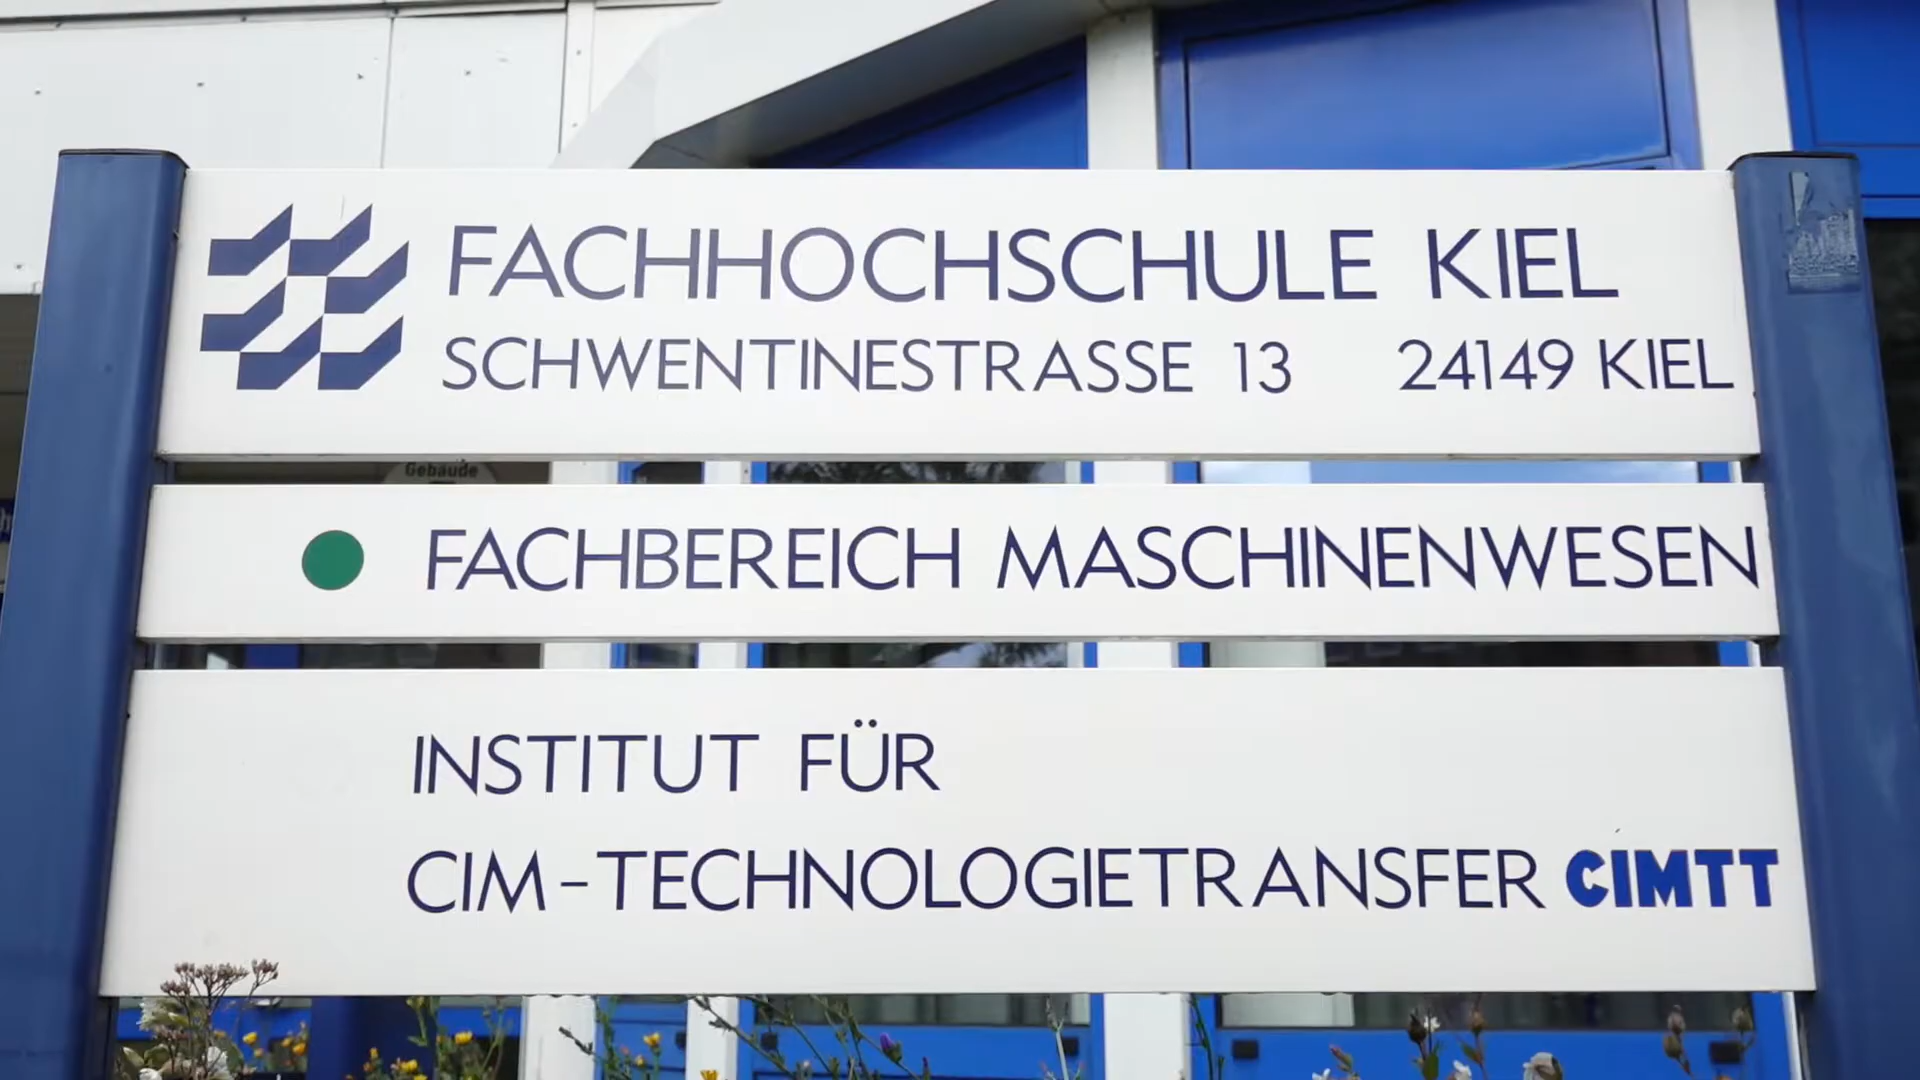 FACHHOCHSCHULE KIEL
SCHWENTINESTRASSE 13 24149 KIEL
Gebäude
FACHBEREICH MASCHINENWESEN
INSTITUT FÜR
CIM-TECHNOLOGIETRANSFER CIMTT